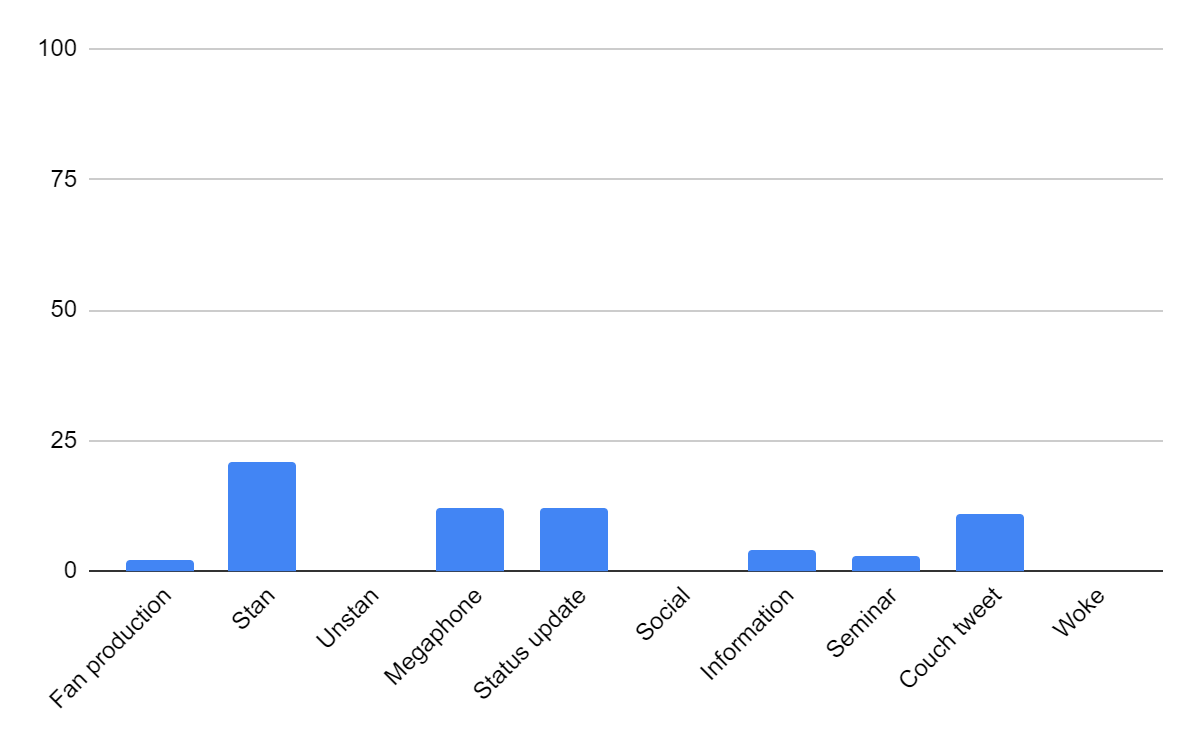 100
75
50
25
0
Fan production
Stan
Unstan
Megaphone
Status update
Social
Information
Seminar
Couch tweet
Woke